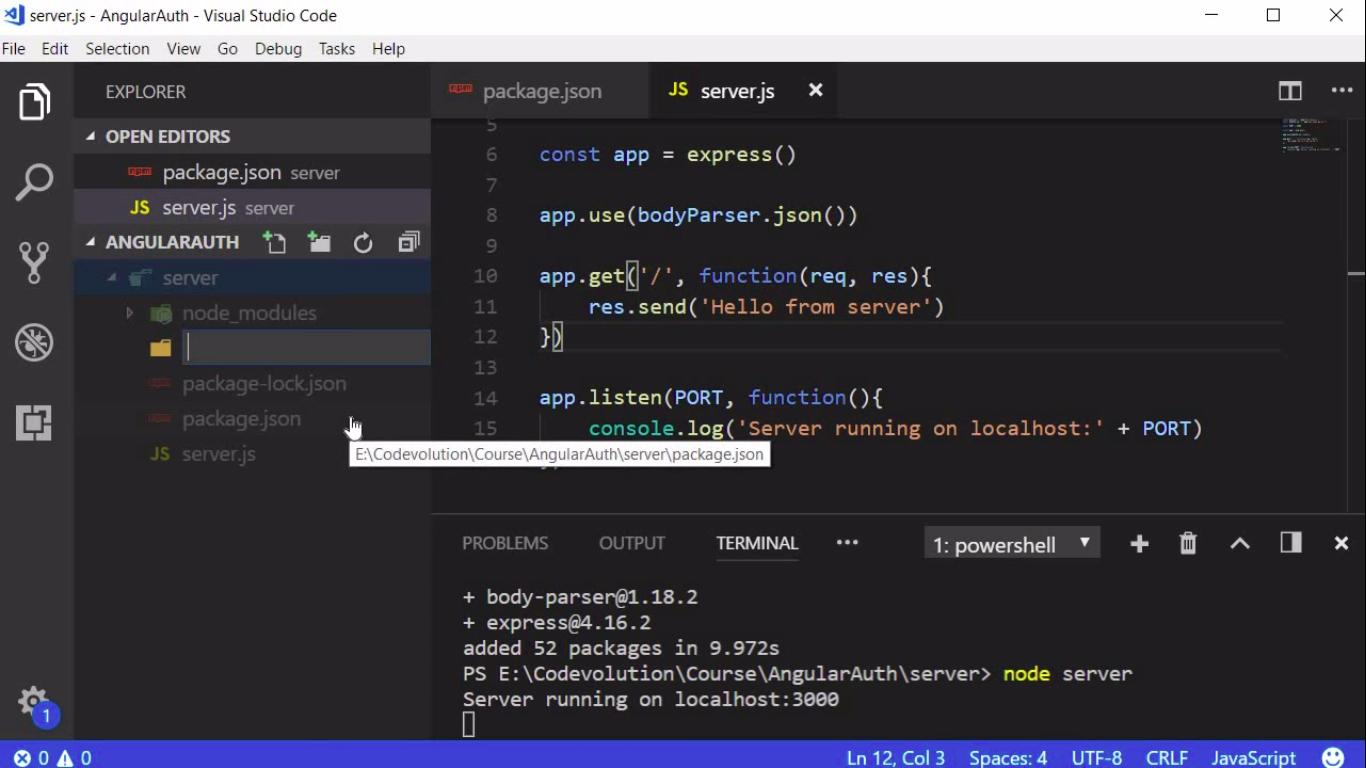 server.js - AngularAuth - Visual Studio Code
File Edit Selection View Go Debug Tasks Help
EXPLORER
OPEN EDITORS
package.json server
JS server.js server
ANGULARAUTH
server
node_modules
package-lock.json
package.json
JS server.js
E:\Codevolution\Course\AngularAuth\server\package.json
package.json JS server.js
5
6 const app = express()
7
8 app.use(bodyParser.json())
9
10 app.get('/', function(req, res){
11 res.send('Hello from server')
12 })
13
14 app.listen(PORT, function(){
15 console.log('Server running on localhost:' + PORT)
PROBLEMS OUTPUT TERMINAL ••• 1: powershell
+ body-parser@1.18.2
+ express@4.16.2
added 52 packages in 9.972s
PS E:\Codevolution\Course\AngularAuth\server> node server
Server running on localhost:3000
1
0 0 Ln 12, Col 3 Spaces: 4 UTF-8 CRLF JavaScript